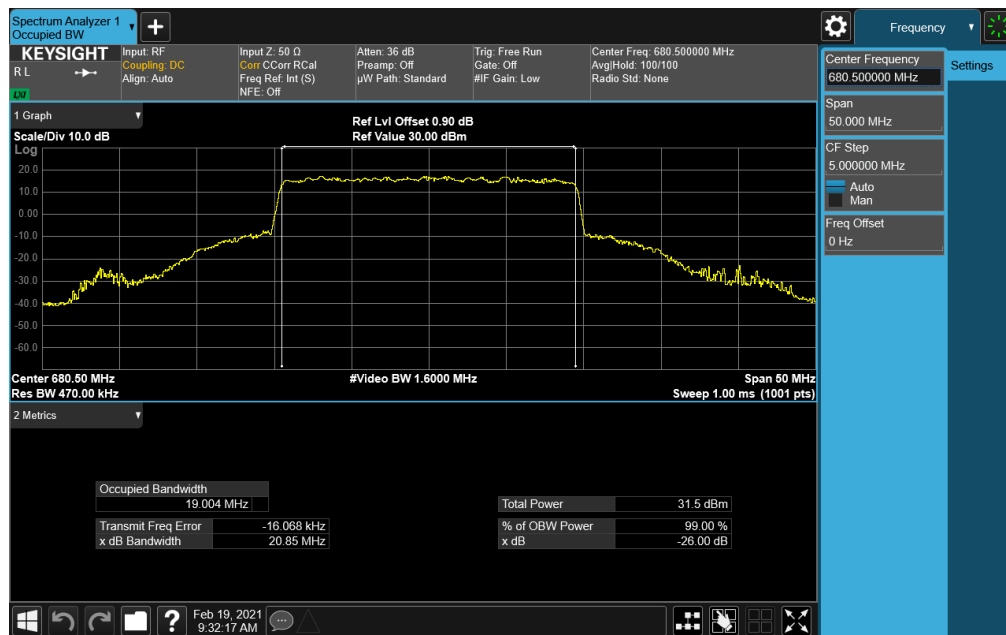 Spectrum Analyzer 1
Occupied BW
+
Frequency
KEYSIGHT
R L
LXI
Input: RF
Coupling: DC
Align: Auto
Input Z: 50 Ω
Corr CCorr RCal
Freq Ref: Int (S)
NFE: Off
Atten: 36 dB
Preamp: Off
µW Path: Standard
Trig: Free Run
Gate: Off
#IF Gain: Low
Center Freq: 680.500000 MHz
Avg|Hold: 100/100
Radio Std: None
Center Frequency
680.500000 MHz
Settings
Span
50.000 MHz
CF Step
5.000000 MHz
Auto
Man
Freq Offset
0 Hz
1 Graph
Scale/Div 10.0 dB
Ref Lvl Offset 0.90 dB
Ref Value 30.00 dBm
Log
20.0
10.0
0.00
-10.0
-20.0
-30.0
-40.0
-50.0
-60.0
Center 680.50 MHz
#Video BW 1.6000 MHz
Span 50 MHz
Res BW 470.00 kHz
Sweep 1.00 ms (1001 pts)
2 Metrics
Occupied Bandwidth
19.004 MHz
Total Power 31.5 dBm
Transmit Freq Error -16.068 kHz
% of OBW Power 99.00 %
x dB Bandwidth 20.85 MHz
x dB -26.00 dB
?
Feb 19, 2021
9:32:17 AM